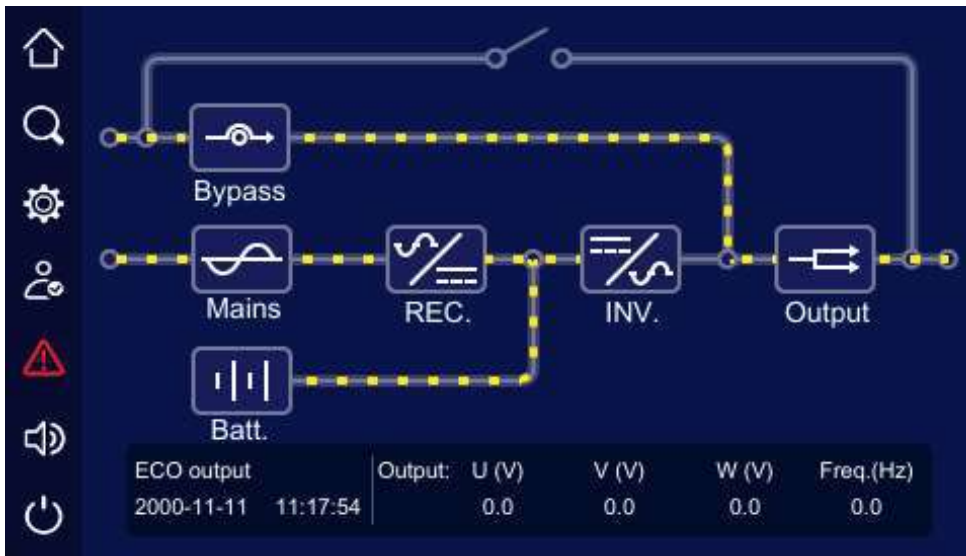 Bypass
Mains
REC.
INV.
Output
Batt.
ECO output
Output: U (V) V (V) W (V) Freq.(Hz)
2000-11-11 11:17:54 0.0 0.0 0.0 0.0